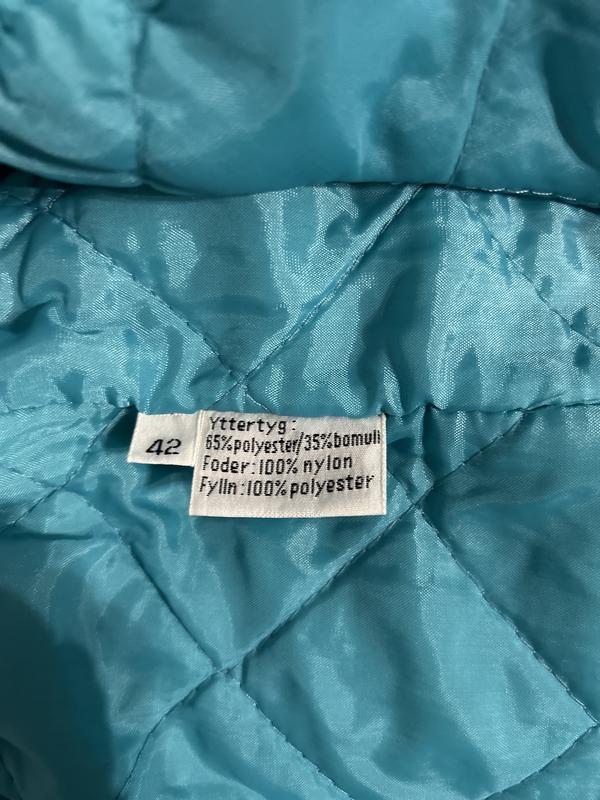 42
Yttertyg:
65%polyester/35%bomull
Foder:100% nylon
Fylln:100%polyester